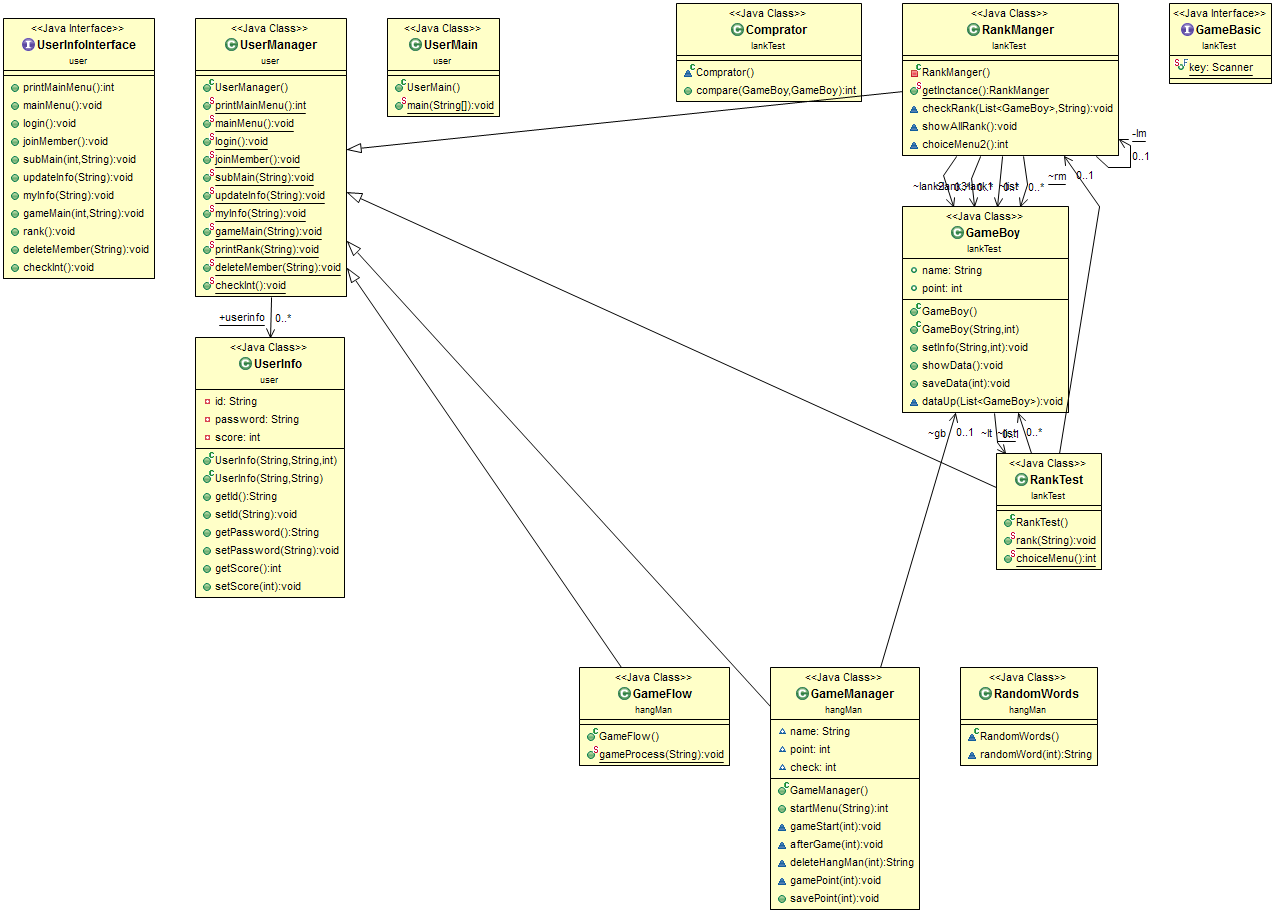 <<Java Interface>>
UserInfoInterface
user
printMainMenu():int
mainMenu():void
login():void
joinMember():void
subMain(int,String):void
updateInfo(String):void
myInfo(String):void
gameMain(int,String):void
rank():void
deleteMember(String):void
checkInt():void
<<Java Class>>
UserManager
user
UserManager()
printMainMenu():int
mainMenu():void
login():void
joinMember():void
subMain(String):void
updateInfo(String):void
myInfo(String):void
gameMain(String):void
printRank(String):void
deleteMember(String):void
checkInt():void
<<Java Class>>
UserMain
user
UserMain()
main(String[]):void
<<Java Class>>
Comprator
lankTest
Comprator()
compare(GameBoy,GameBoy):int
<<Java Class>>
RankManger
lankTest
RankManger()
getInctance():RankManger
checkRank(List<GameBoy>,String):void
showAllRank():void
choiceMenu2():int
<<Java Interface>>
GameBasic
hangMan
key: Scanner
-lm
0..1
~rm
0..1
0..*
+userinfo
0..*
<<Java Class>>
UserInfo
user
id: String
password: String
score: int
UserInfo(String,String,int)
UserInfo(String,String)
getId():String
setId(String):void
getPassword():String
setPassword(String):void
getScore():int
setScore(int):void
<<Java Class>>
GameBoy
lankTest
name: String
point: int
GameBoy()
GameBoy(String,int)
setInfo(String,int):void
showData():void
saveData(int):void
dataUp(List<GameBoy>):void
~gb
0..1
~lt
0..*
<<Java Class>>
RankTest
lankTest
RankTest()
rank(String):void
choiceMenu():int
<<Java Class>>
GameFlow
hangMan
GameFlow()
gameProcess(String):void
<<Java Class>>
GameManager
hangMan
name: String
point: int
check: int
GameManager()
startMenu(String):int
gameStart(int):void
afterGame(int):void
deleteHangMan(int):String
gamePoint(int):void
savePoint(int):void
<<Java Class>>
RandomWords
hangMan
RandomWords()
randomWord(int):String